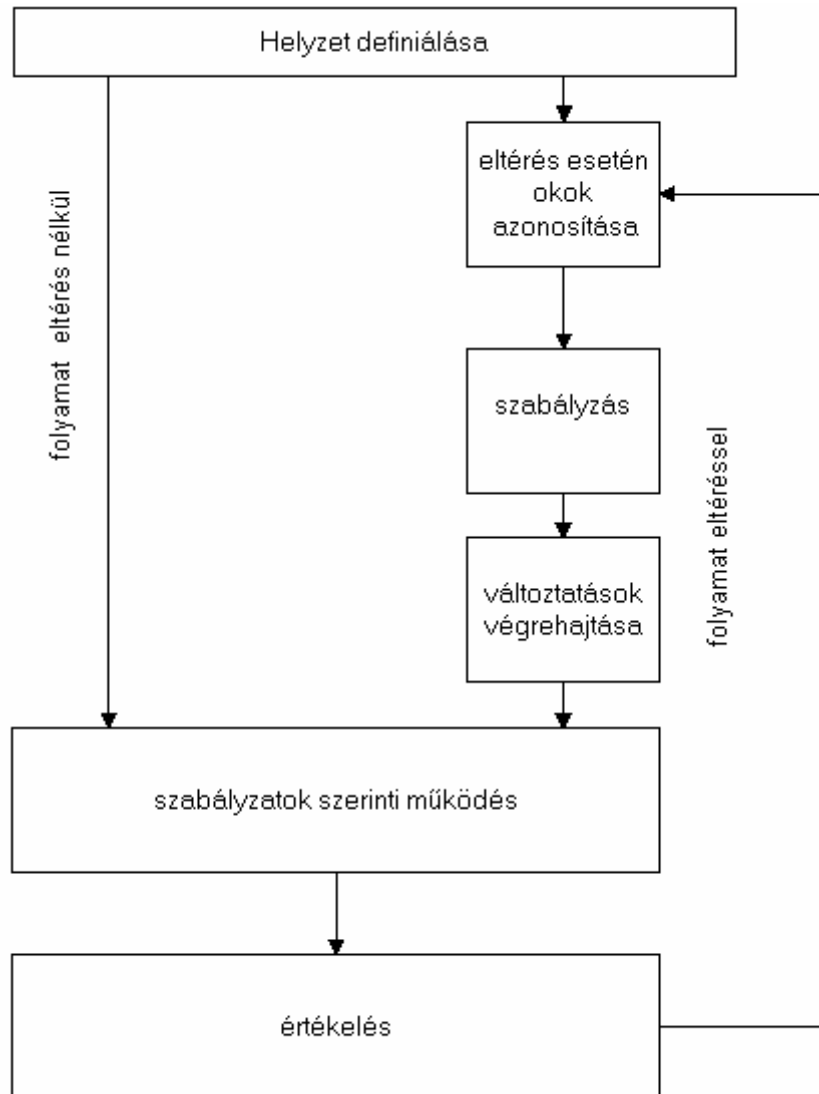 Helyzet definiálása
eltérés esetén
okok
azonosítása
folyamat eltérés nélkül
szabályzás
folyamat eltéréssel
változtatások
végrehajtása
szabályzatok szerinti működés
értékelés